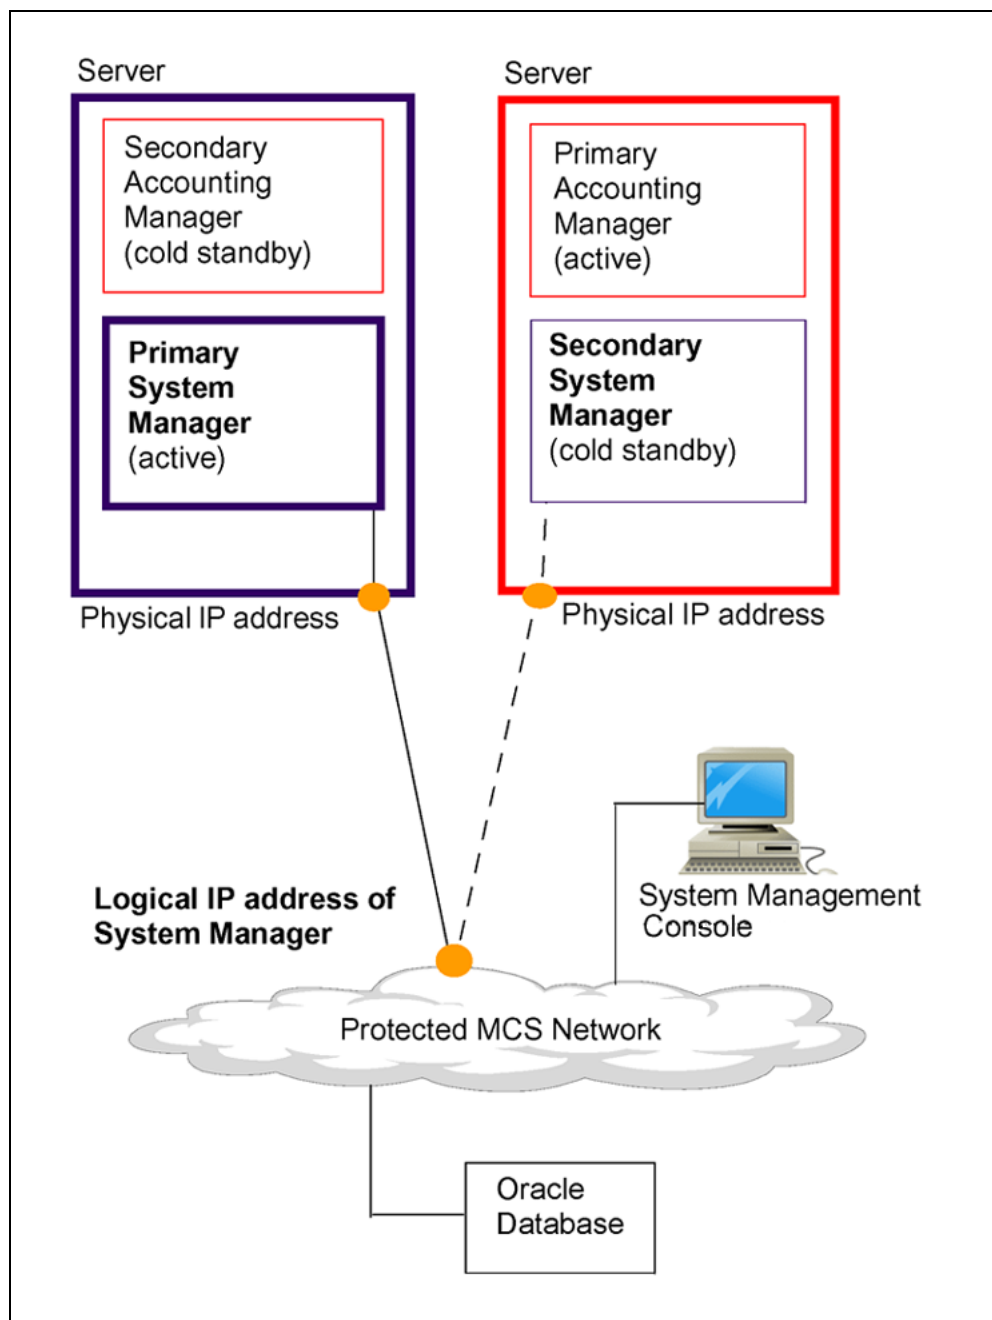 Server
Secondary
Accounting
Manager
(cold standby)
Primary
System
Manager
(active)
Physical IP address
Server
Primary
Accounting
Manager
(active)
Secondary
System
Manager
(cold standby)
Physical IP address
Logical IP address of
System Manager
System Management
Console
Protected MCS Network
Oracle
Database